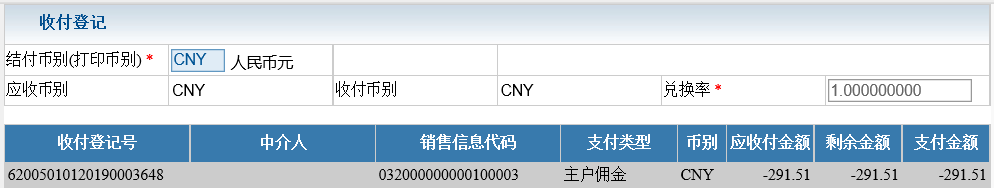 收付登记
结付币别(打印币别) * CNY 人民币元
应收币别 CNY 收付币别 CNY 兑换率 * 1.000000000
收付登记号 中介人 销售信息代码 支付类型 币别 应收付金额 剩余金额 支付金额
62005010120190003648 032000000000100003 主户佣金 CNY -291.51 -291.51 -291.51